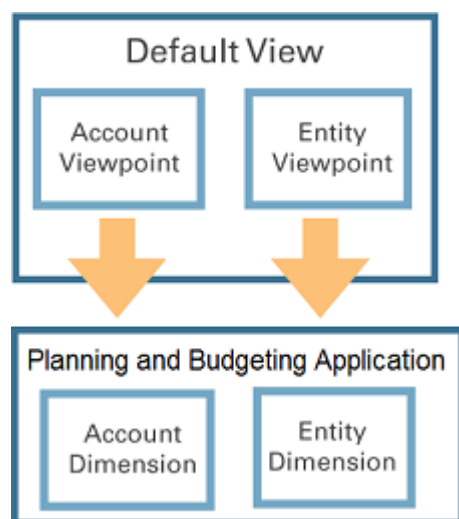 Default View
Account
Viewpoint
Entity
Viewpoint
Planning and Budgeting Application
Account
Dimension
Entity
Dimension